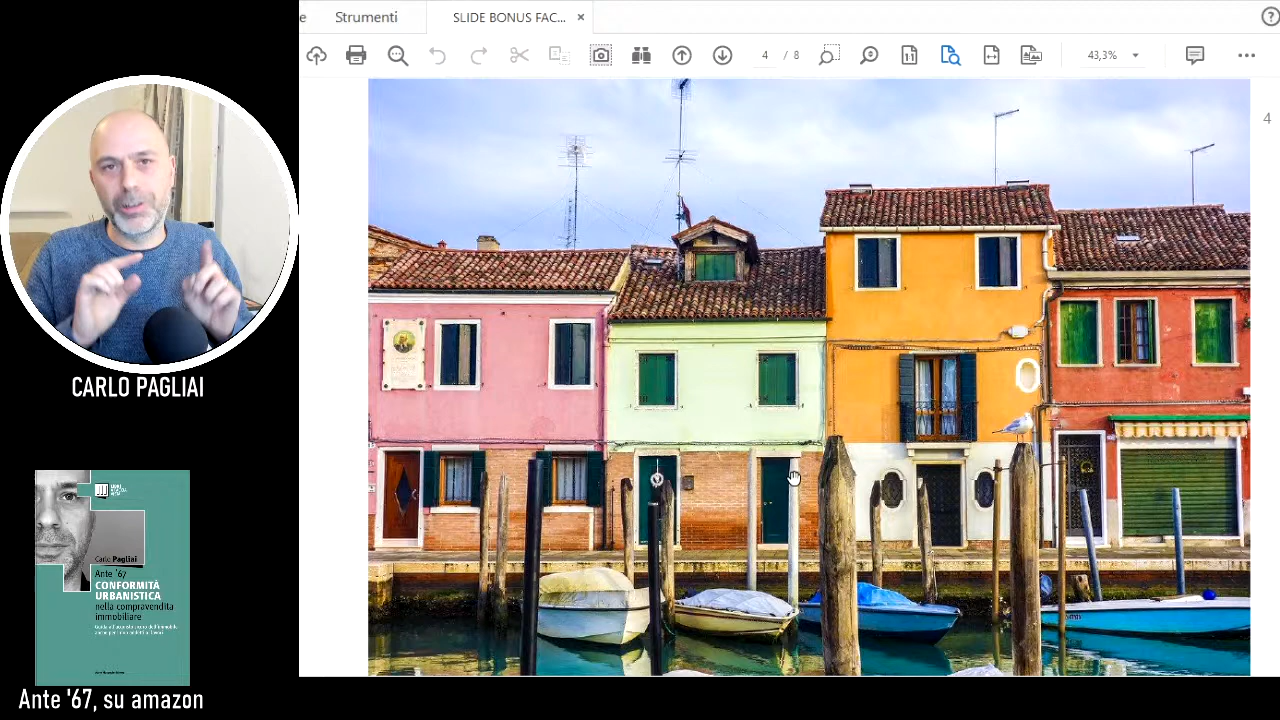 e
Strumenti
SLIDE BONUS FAC... ×
4 / 8
43,3%
4
CARLO PAGLIAI
Carlo Pagliai
Ante '67
CONFORMITÀ
URBANISTICA
nella compravendita
immobiliare
Ante '67, su amazon